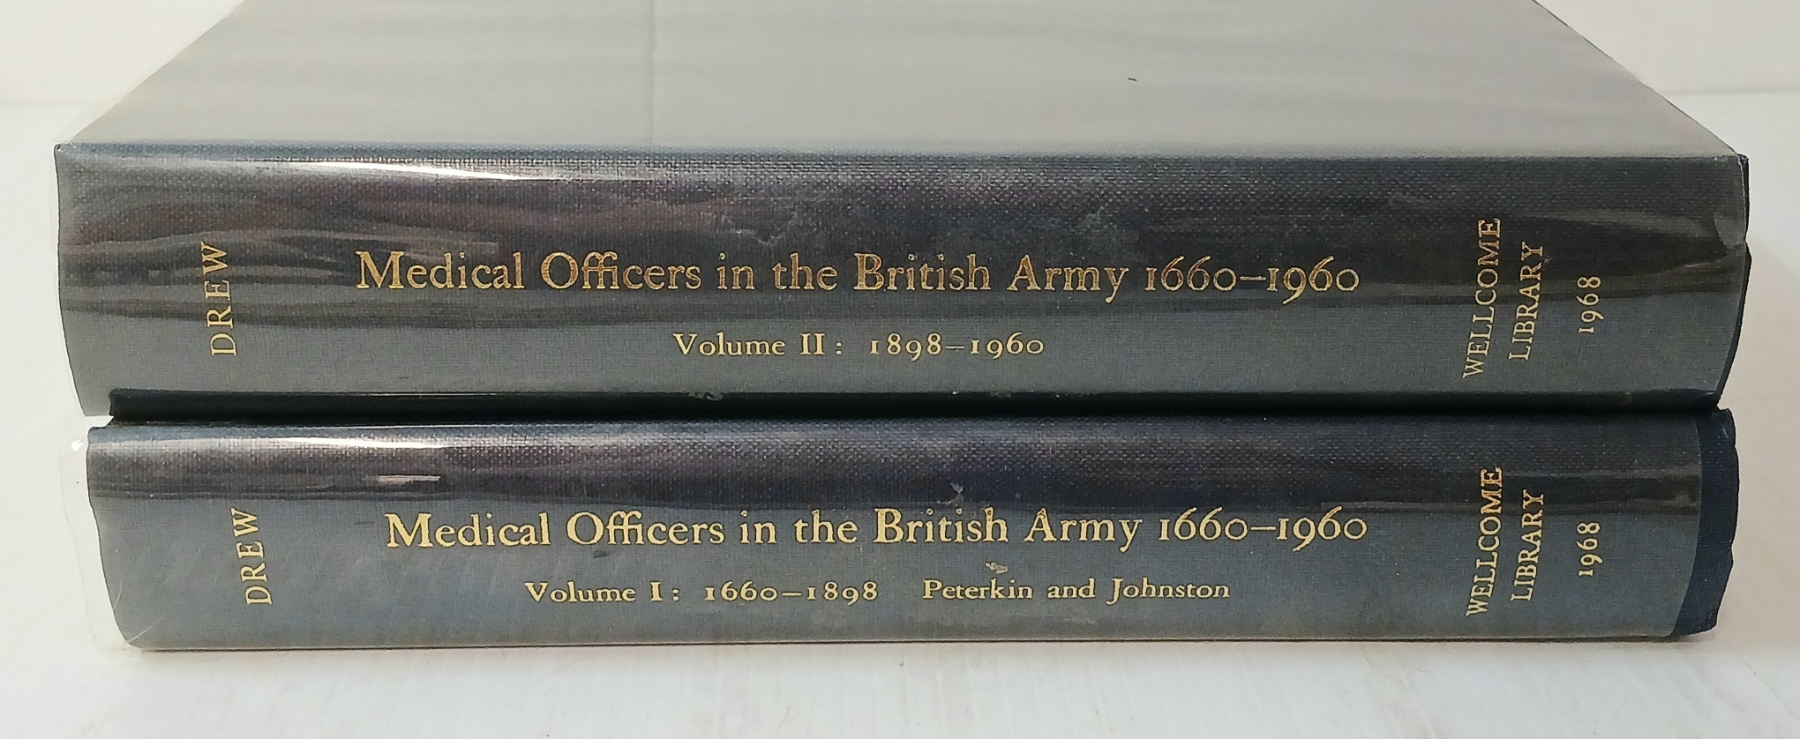 DREW
Medical Officers in the British Army 1660–1960
Volume II: 1898–1960
WELLCOME
LIBRARY
1968
DREW
Medical Officers in the British Army 1660–1960
Volume I: 1660–1898 Peterkin and Johnston
WELLCOME
LIBRARY
1968